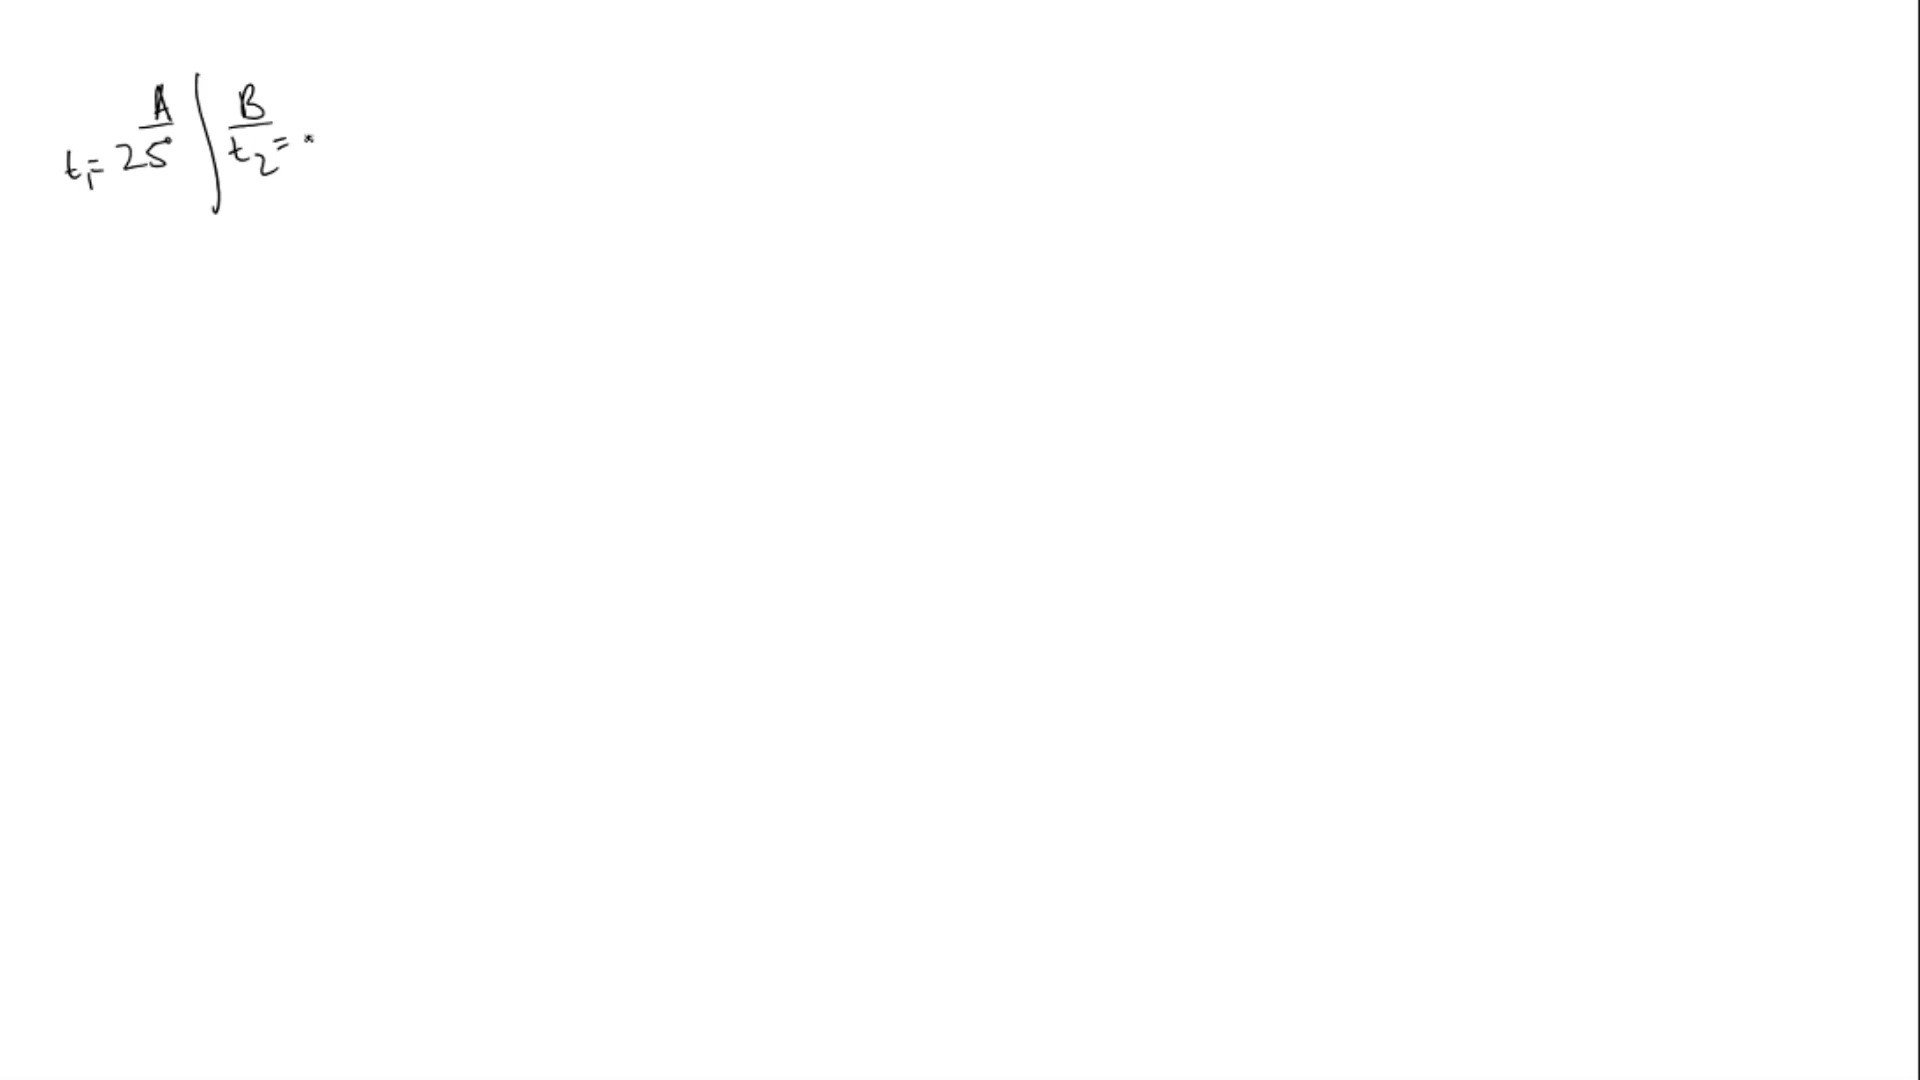 A | B
t₁ = 25° | t₂ =